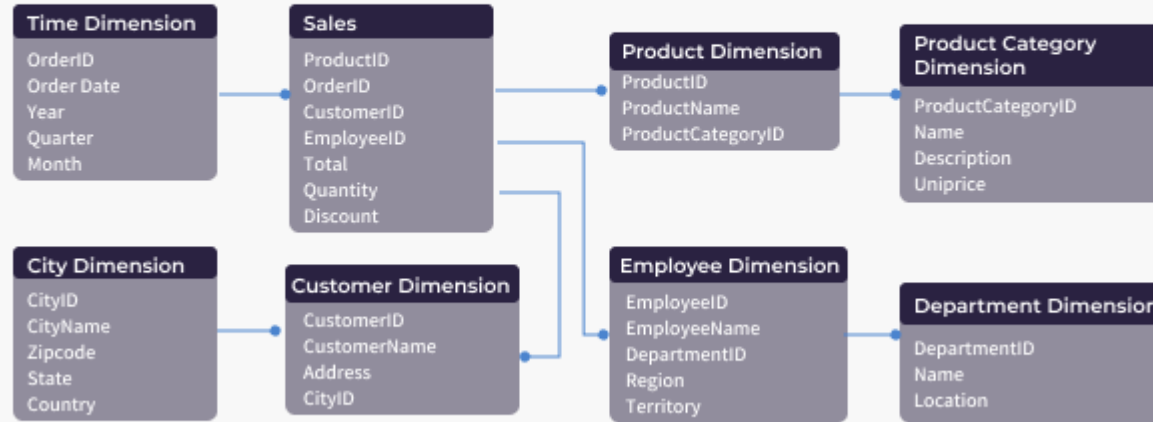 Time Dimension
OrderID
Order Date
Year
Quarter
Month
Sales
ProductID
OrderID
CustomerID
EmployeeID
Total
Quantity
Discount
Product Dimension
ProductID
ProductName
ProductCategoryID
Product Category
Dimension
ProductCategoryID
Name
Description
Uniprice
City Dimension
CityID
CityName
Zipcode
State
Country
Customer Dimension
CustomerID
CustomerName
Address
CityID
Employee Dimension
EmployeeID
EmployeeName
DepartmentID
Region
Territory
Department Dimension
DepartmentID
Name
Location